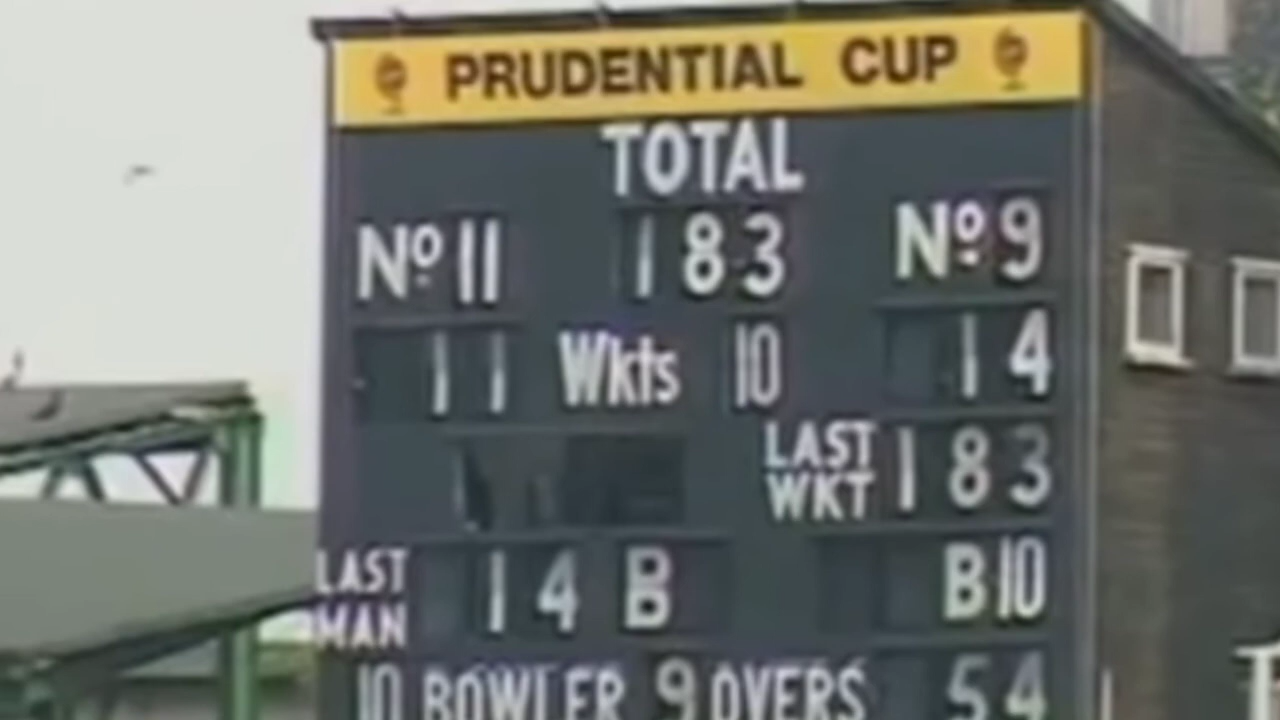 PRUDENTIAL CUP
TOTAL
Nº 11 183 Nº 9
11 Wkts 10 14
LAST WKT 183
LAST MAN 14 B B10
10 BOWLER 9 OVERS 54